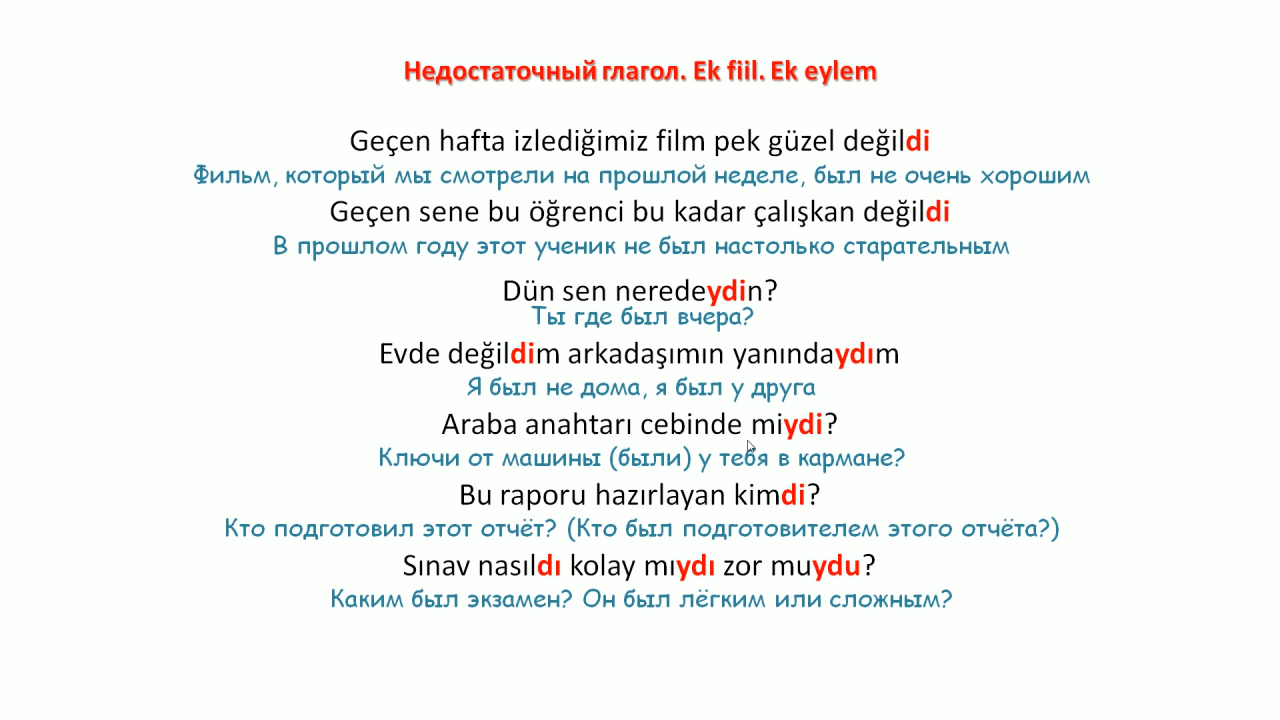 Недостаточный глагол. Ek fiil. Ek eylem
Geçen hafta izlediğimiz film pek güzel değildi
Фильм, который мы смотрели на прошлой неделе, был не очень хорошим
Geçen sene bu öğrenci bu kadar çalışkan değildi
В прошлом году этот ученик не был настолько старательным
Dün sen neredeydin?
Ты где был вчера?
Evde değildim arkadaşımın yanındaydım
Я был не дома, я был у друга
Araba anahtarı cebinde miydi?
Ключи от машины (были) у тебя в кармане?
Bu raporu hazırlayan kimdi?
Кто подготовил этот отчёт? (Кто был подготовителем этого отчёта?)
Sınav nasıldı kolay mıydı zor muydu?
Каким был экзамен? Он был лёгким или сложным?